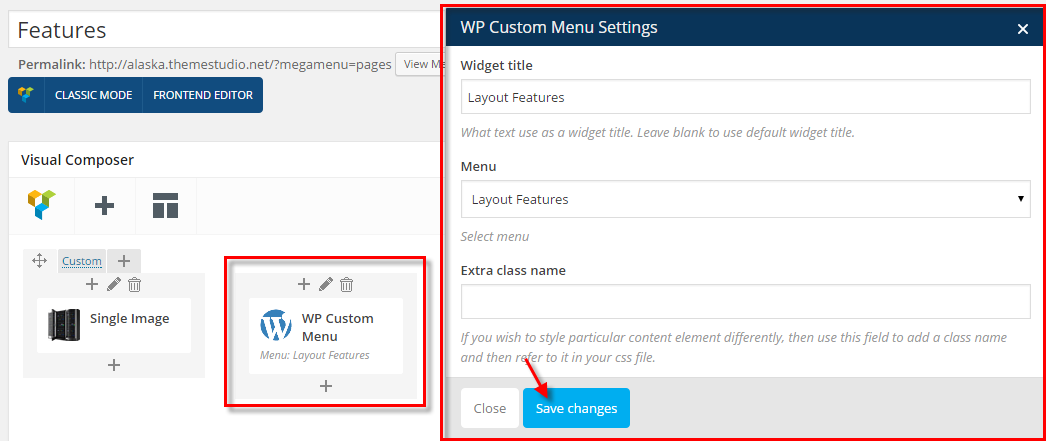 Features
Permalink: http://alaska.themestudio.net/?megamenu=pages View Me
CLASSIC MODE FRONTEND EDITOR
Visual Composer
Custom
Single Image
WP Custom
Menu
Menu: Layout Features
WP Custom Menu Settings
Widget title
Layout Features
What text use as a widget title. Leave blank to use default widget title.
Menu
Layout Features
Select menu
Extra class name
If you wish to style particular content element differently, then use this field to add a class name
and then refer to it in your css file.
Close Save changes